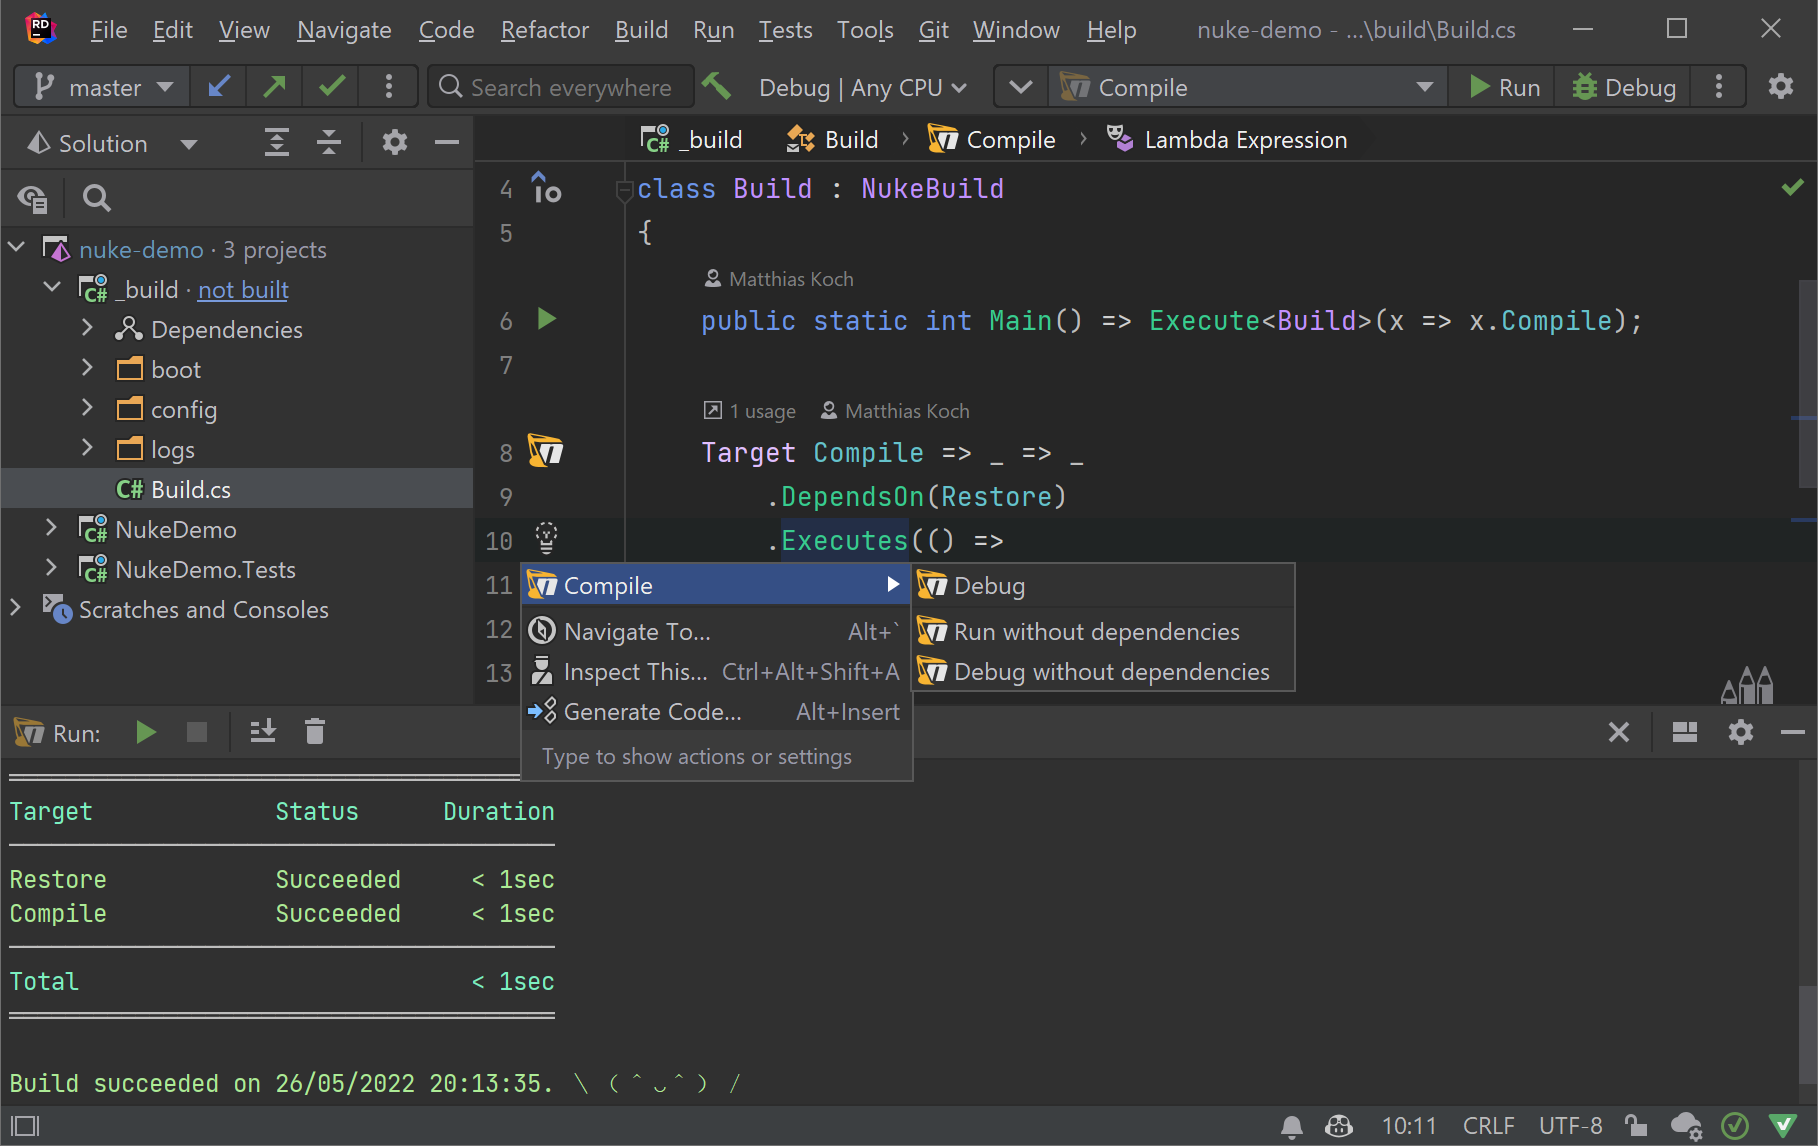 RD File Edit View Navigate Code Refactor Build Run Tests Tools Git Window Help nuke-demo - ...\build\Build.cs
master Search everywhere Debug | Any CPU Compile Run Debug
Solution
C# _build Build Compile Lambda Expression
nuke-demo · 3 projects
C# _build · not built
Dependencies
boot
config
logs
C# Build.cs
C# NukeDemo
C# NukeDemo.Tests
Scratches and Consoles
4 class Build : NukeBuild
5 {
Matthias Koch
6 public static int Main() => Execute<Build>(x => x.Compile);
7
1 usage Matthias Koch
8 Target Compile => _ => _
9 .DependsOn(Restore)
10 .Executes(() =>
11
12
13
Compile
Navigate To... Alt+`
Inspect This... Ctrl+Alt+Shift+A
Generate Code... Alt+Insert
Type to show actions or settings
Debug
Run without dependencies
Debug without dependencies
Run:
Target Status Duration
Restore Succeeded < 1sec
Compile Succeeded < 1sec
Total < 1sec
Build succeeded on 26/05/2022 20:13:35. \ ( ˆ ᴗ ˆ ) /
10:11 CRLF UTF-8